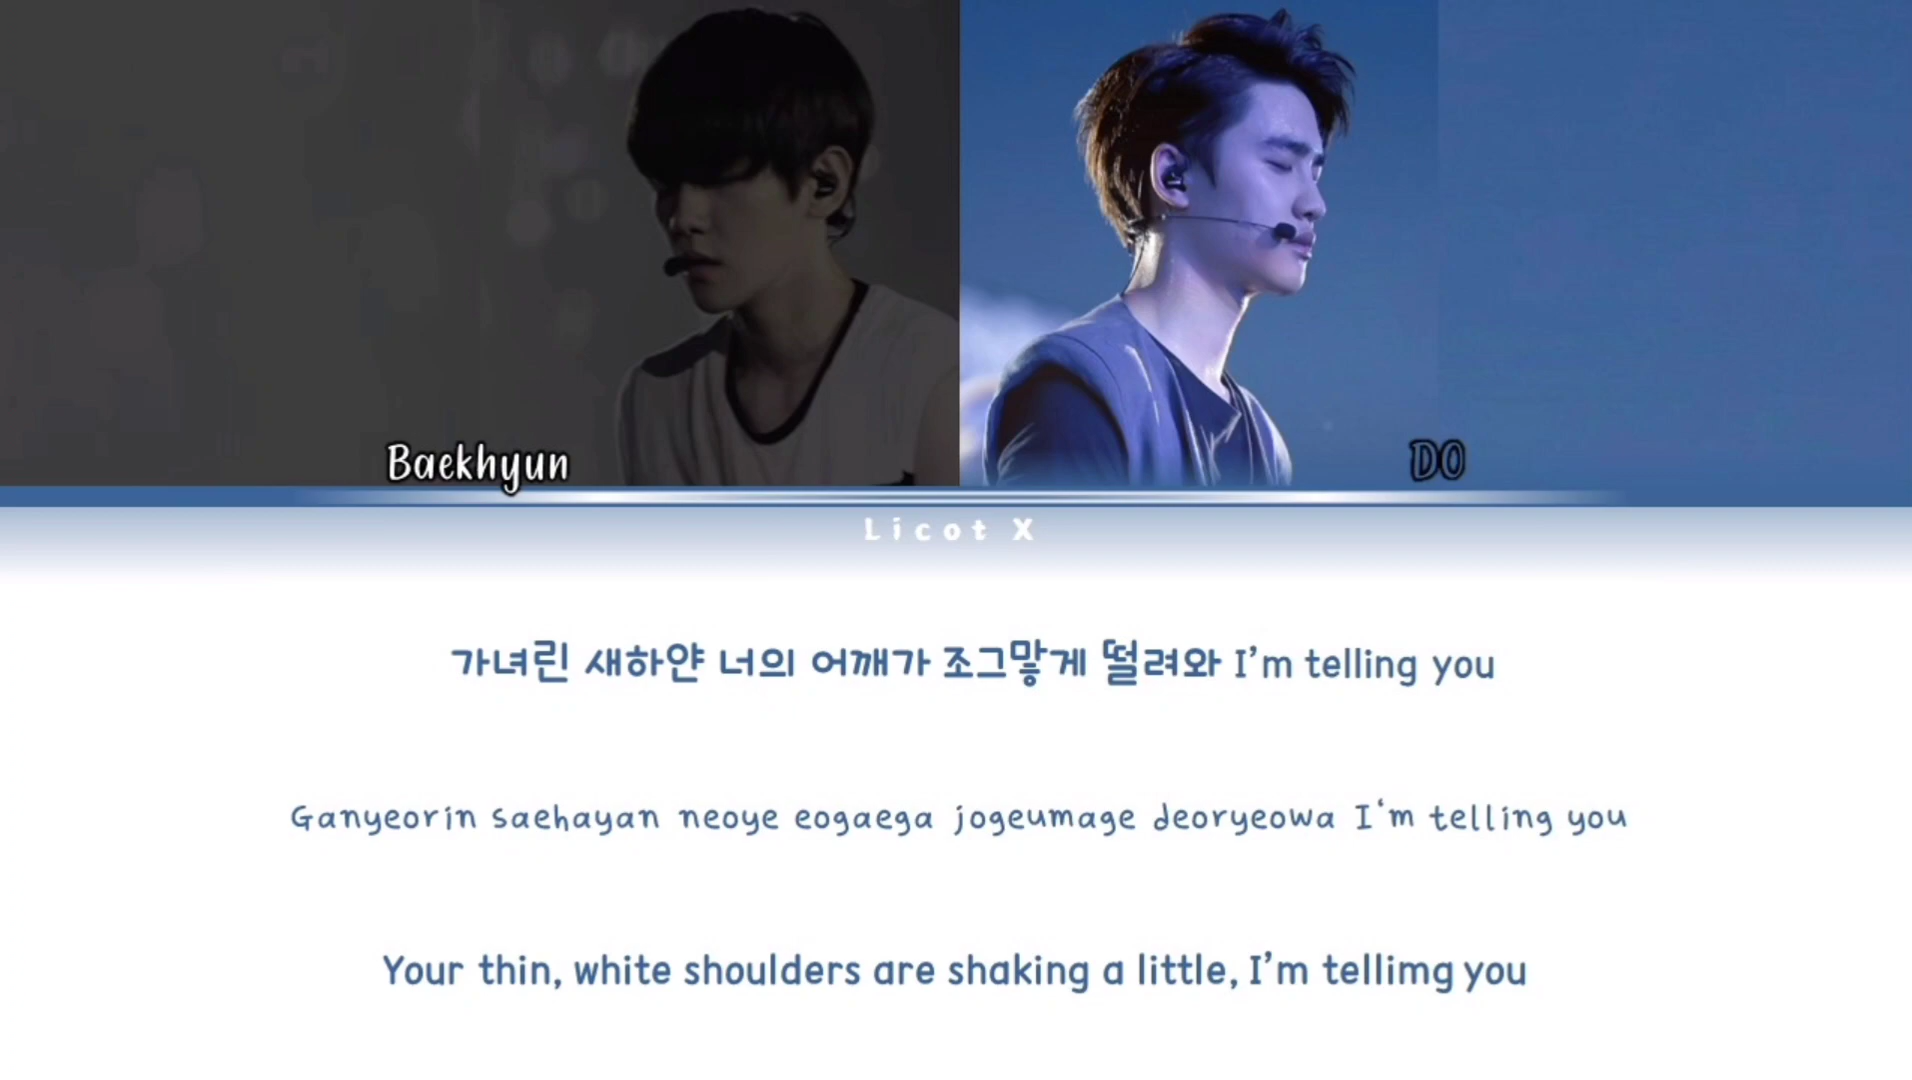 Baekhyun
DO
Licot X
가녀린 새하얀 너의 어깨가 조그맣게 떨려와 I’m telling you
Ganyeorin saehayan neoye eogaega jogeumage deoryeowa I‘m telling you
Your thin, white shoulders are shaking a little, I’m tellimg you